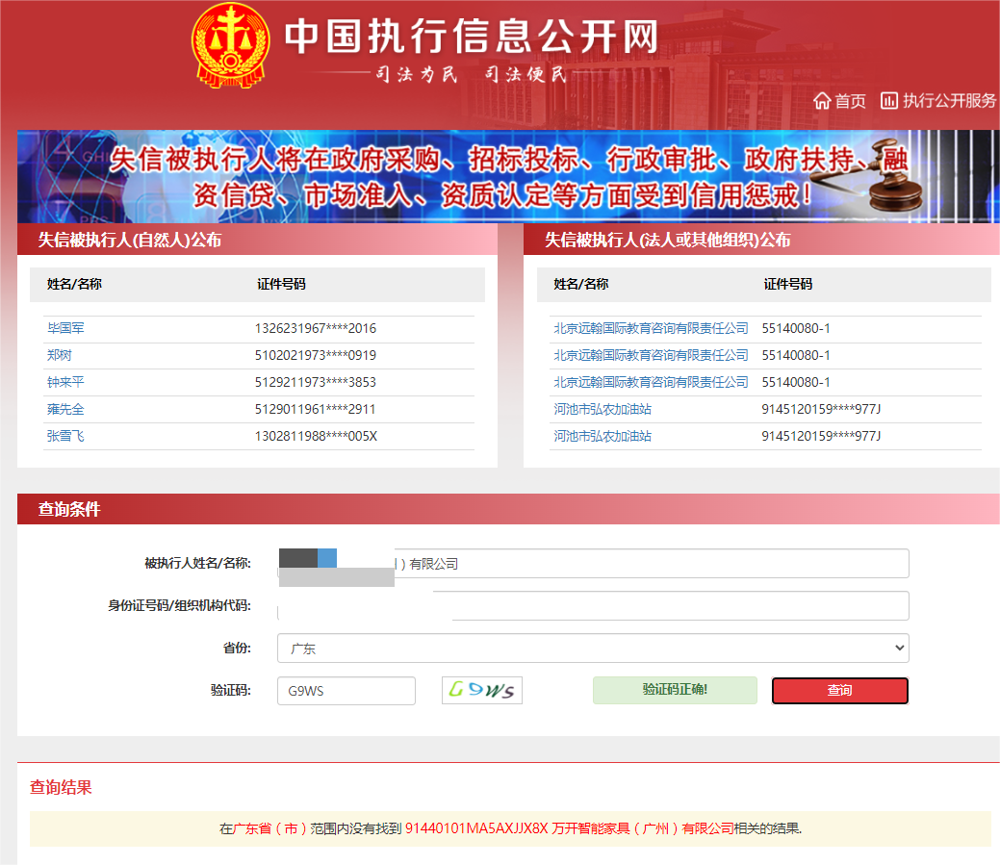 中国执行信息公开网
司法为民 司法便民
首页 执行公开服务
失信被执行人将在政府采购、招标投标、行政审批、政府扶持、融
资信贷、市场准入、资质认定等方面受到信用惩戒!
失信被执行人(自然人)公布
姓名/名称 证件号码
毕国军 1326231967****2016
郑树 5102021973****0919
钟来平 5129211973****3853
雍先全 5129011961****2911
张雪飞 1302811988****005X
失信被执行人(法人或其他组织)公布
姓名/名称 证件号码
北京远翰国际教育咨询有限责任公司 55140080-1
北京远翰国际教育咨询有限责任公司 55140080-1
北京远翰国际教育咨询有限责任公司 55140080-1
河池市弘农加油站 9145120159****977J
河池市弘农加油站 9145120159****977J
查询条件
被执行人姓名/名称: ）有限公司
身份证号码/组织机构代码:
省份: 广东
验证码: G9WS G9WS 验证码正确! 查询
查询结果
在广东省（市）范围内没有找到 91440101MA5AXJJX8X 万开智能家具（广州）有限公司相关的结果.